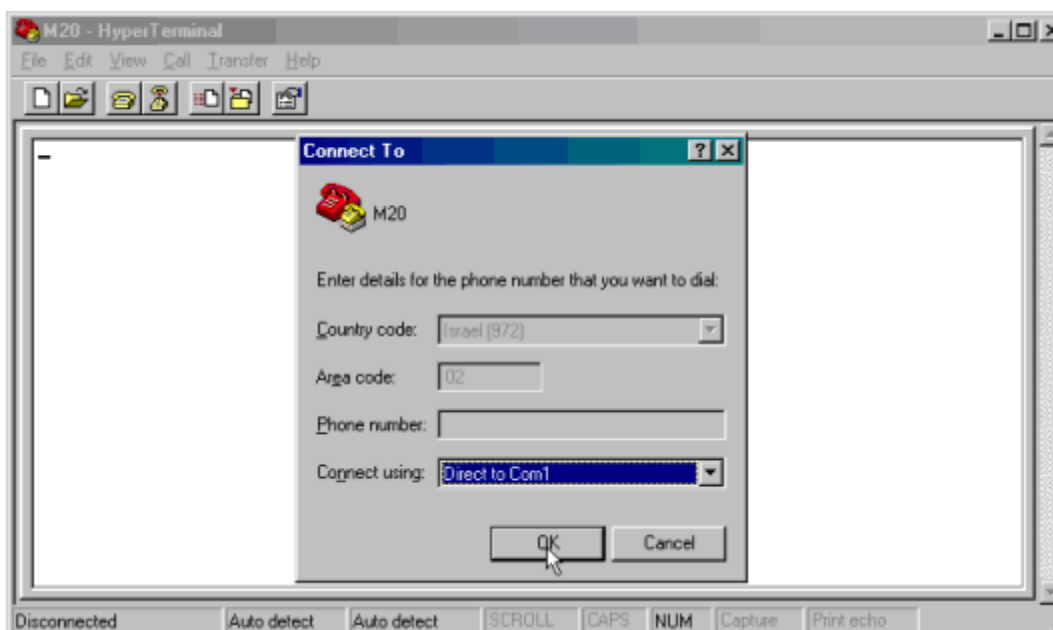 M20 - HyperTerminal
File Edit View Call Transfer Help
Connect To
M20
Enter details for the phone number that you want to dial:
Country code: Israel (972)
Area code: 02
Phone number:
Connect using: Direct to Com1
OK Cancel
Disconnected Auto detect Auto detect SCROLL CAPS NUM Capture Print echo